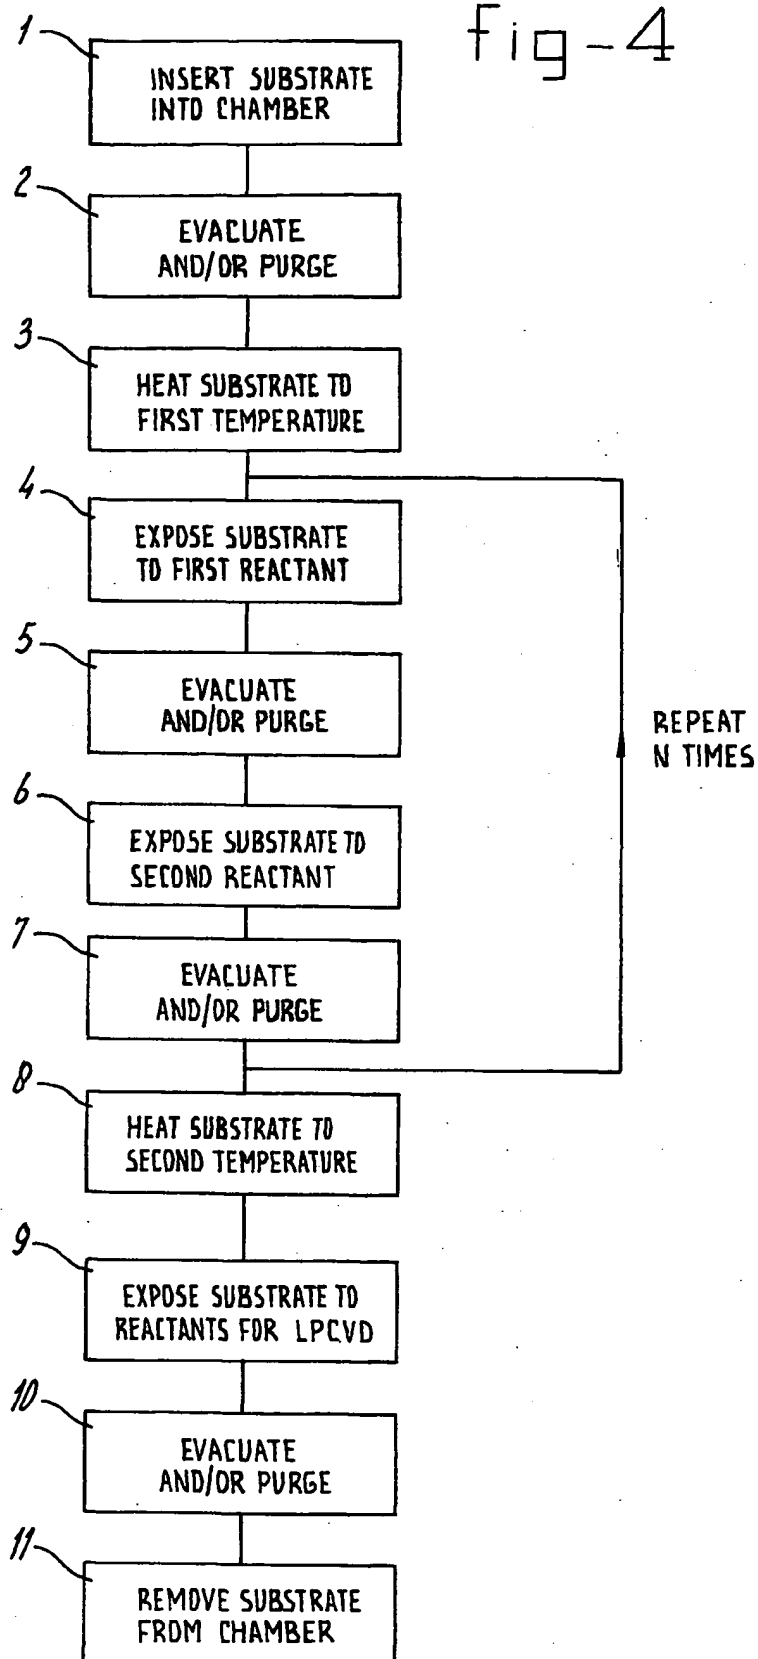 fig-4
1
INSERT SUBSTRATE
INTO CHAMBER
2
EVACUATE
AND/OR PURGE
3
HEAT SUBSTRATE TO
FIRST TEMPERATURE
4
EXPOSE SUBSTRATE
TO FIRST REACTANT
5
EVACUATE
AND/OR PURGE
REPEAT
N TIMES
6
EXPOSE SUBSTRATE TO
SECOND REACTANT
7
EVACUATE
AND/OR PURGE
8
HEAT SUBSTRATE TO
SECOND TEMPERATURE
9
EXPOSE SUBSTRATE TO
REACTANTS FOR LPCVD
10
EVACUATE
AND/OR PURGE
11
REMOVE SUBSTRATE
FROM CHAMBER